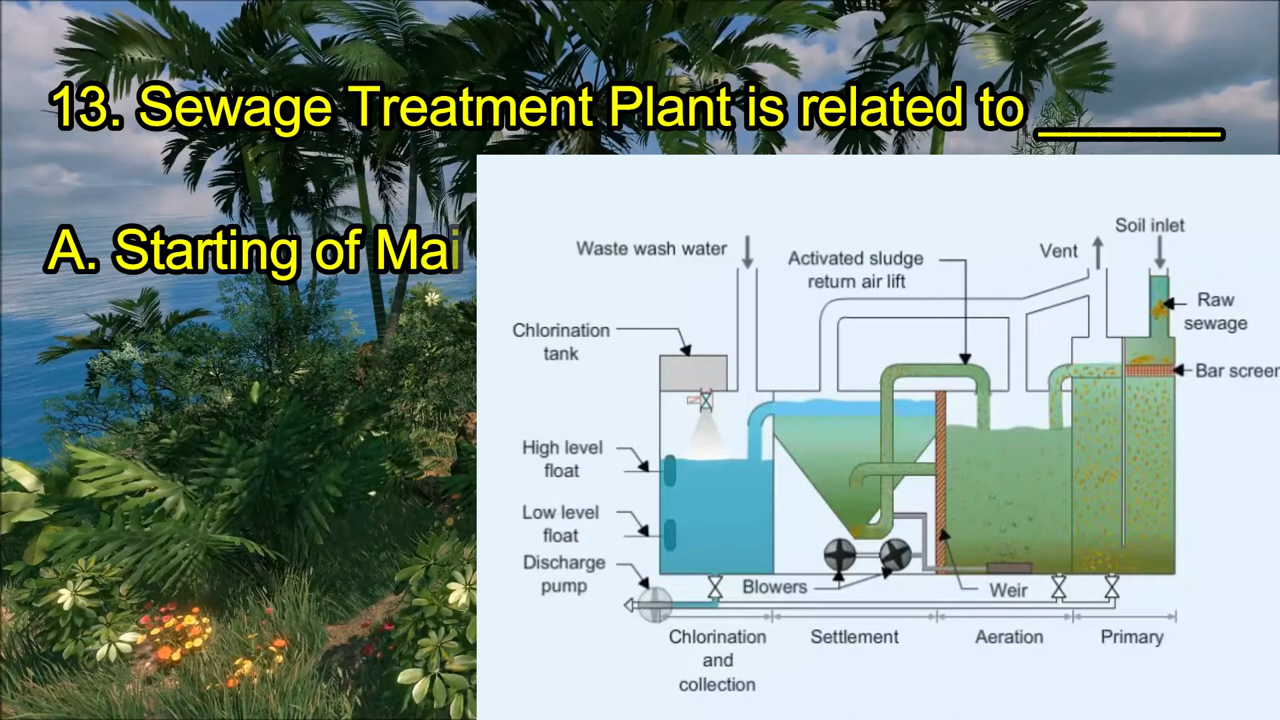 13. Sewage Treatment Plant is related to ______
A. Starting of Mai
Soil inlet
Waste wash water
Vent
Activated sludge
return air lift
Raw
sewage
Chlorination
tank
Bar screen
High level
float
Low level
float
Discharge
pump
Blowers
Weir
Chlorination
and
collection
Settlement
Aeration
Primary